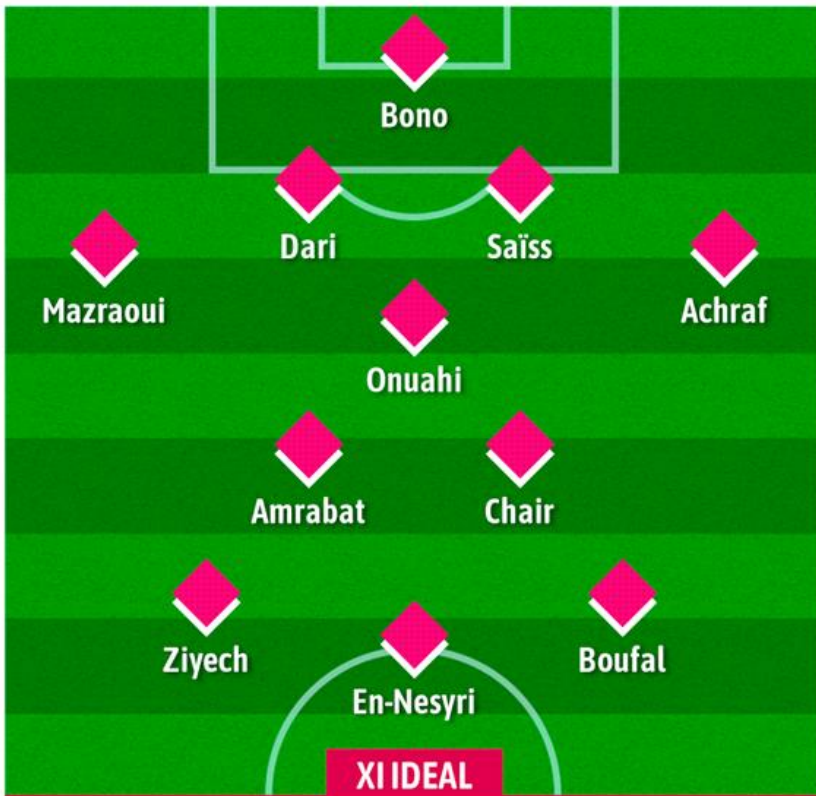 Bono
Dari Saïss
Mazraoui Achraf
Onuahi
Amrabat Chair
Ziyech Boufal
En-Nesyri
XI IDEAL